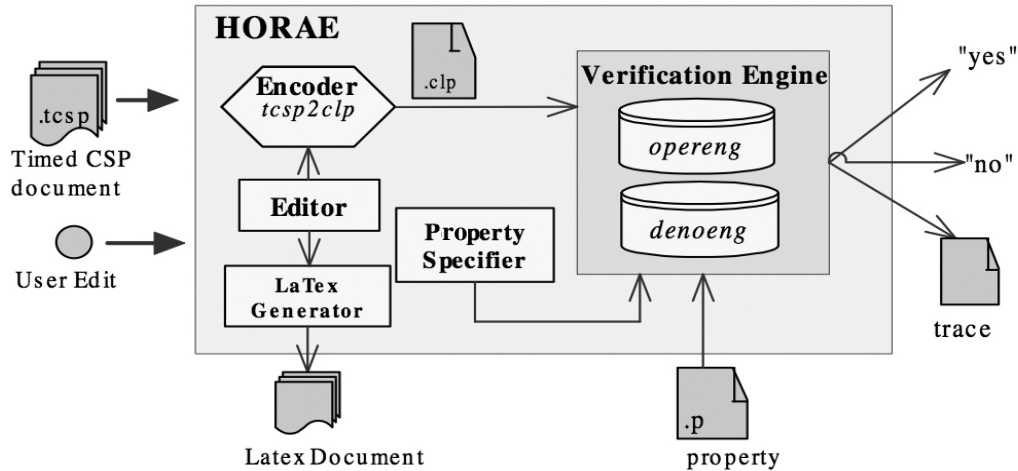 HORAE
.clp
"yes"
Encoder
tcsp2clp
Verification Engine
.tcsp
opereng
Timed CSP
document
"no"
Editor
Property
Specifier
denoeng
User Edit
LaTex
Generator
trace
.p
Latex Document
property